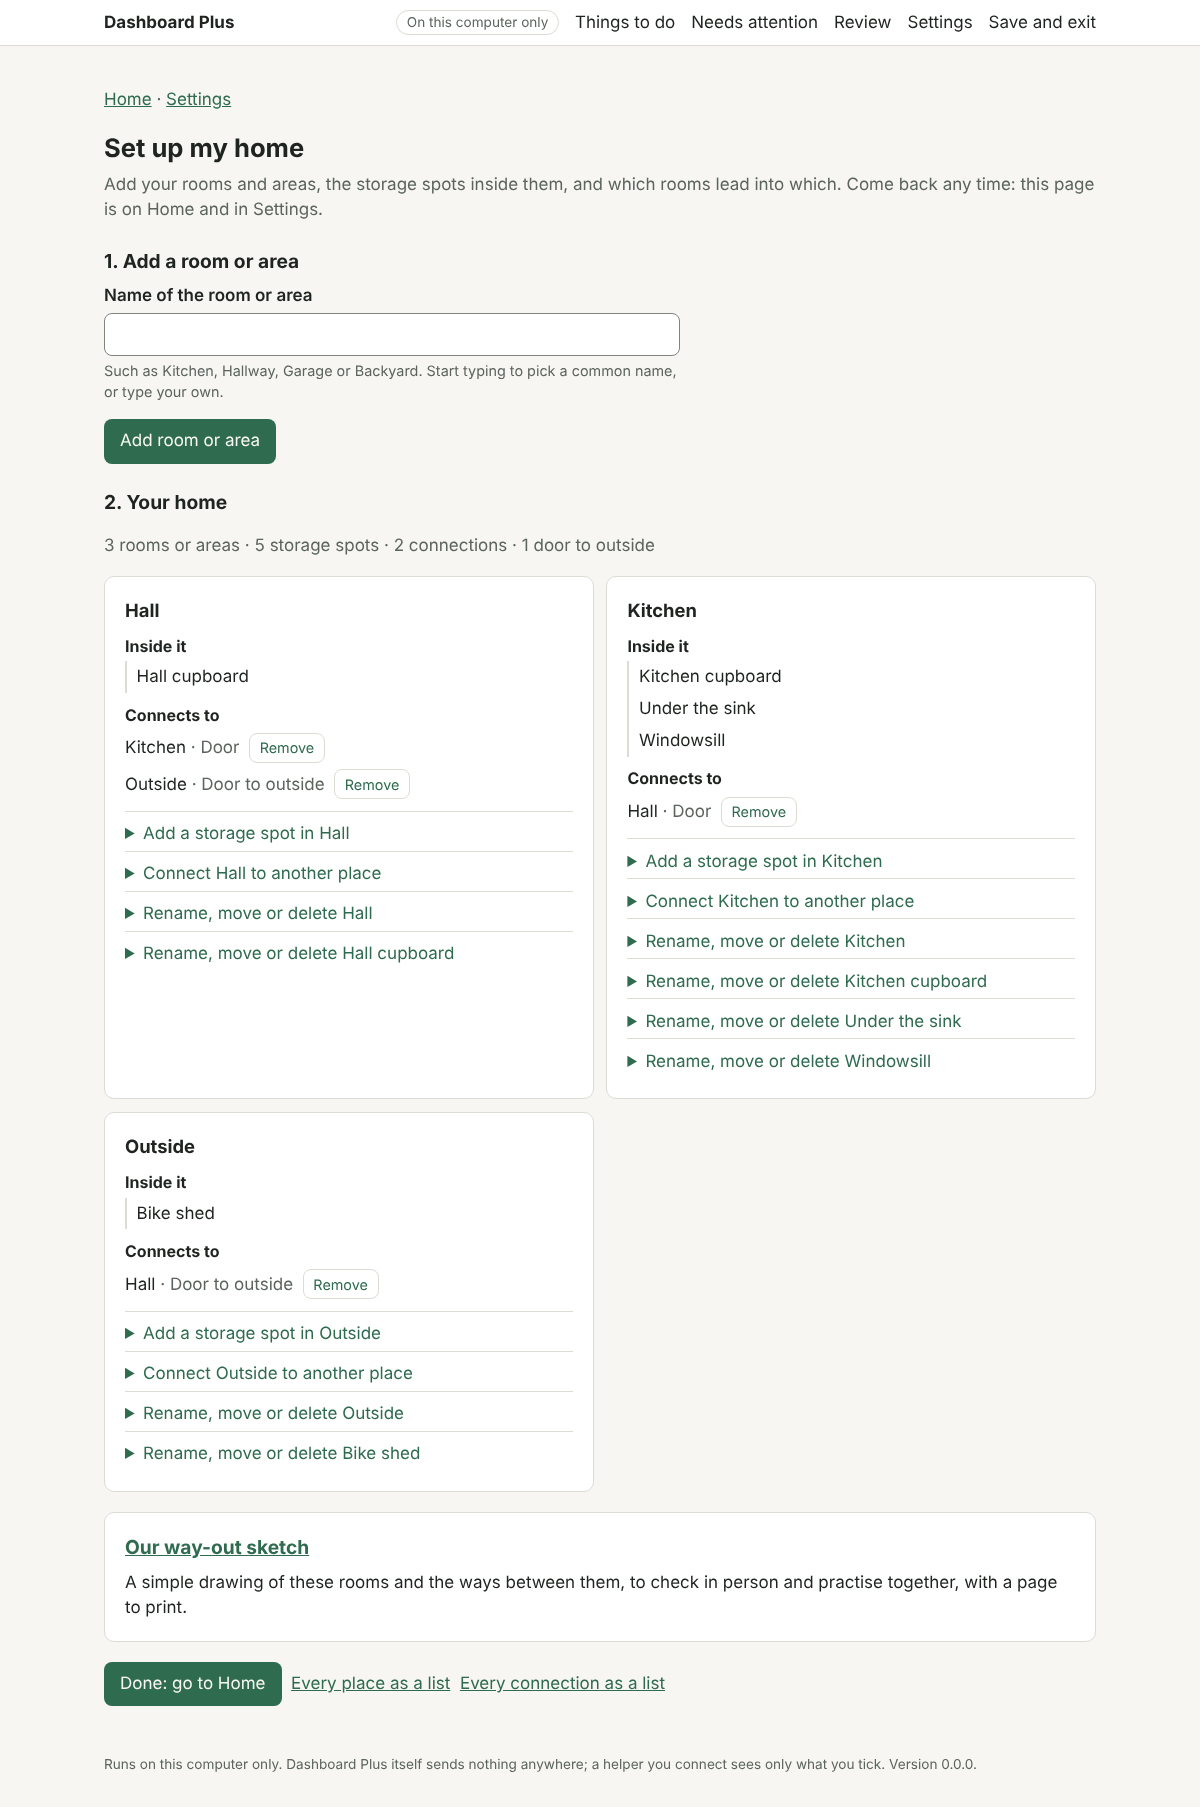 Dashboard Plus
On this computer only
Things to do
Needs attention
Review
Settings
Save and exit
Home · Settings
Set up my home
Add your rooms and areas, the storage spots inside them, and which rooms lead into which. Come back any time: this page
is on Home and in Settings.
1. Add a room or area
Name of the room or area
Such as Kitchen, Hallway, Garage or Backyard. Start typing to pick a common name,
or type your own.
Add room or area
2. Your home
3 rooms or areas · 5 storage spots · 2 connections · 1 door to outside
Hall
Inside it
Hall cupboard
Connects to
Kitchen · Door Remove
Outside · Door to outside Remove
Add a storage spot in Hall
Connect Hall to another place
Rename, move or delete Hall
Rename, move or delete Hall cupboard
Kitchen
Inside it
Kitchen cupboard
Under the sink
Windowsill
Connects to
Hall · Door Remove
Add a storage spot in Kitchen
Connect Kitchen to another place
Rename, move or delete Kitchen
Rename, move or delete Kitchen cupboard
Rename, move or delete Under the sink
Rename, move or delete Windowsill
Outside
Inside it
Bike shed
Connects to
Hall · Door to outside Remove
Add a storage spot in Outside
Connect Outside to another place
Rename, move or delete Outside
Rename, move or delete Bike shed
Our way-out sketch
A simple drawing of these rooms and the ways between them, to check in person and practise together, with a page
to print.
Done: go to Home
Every place as a list
Every connection as a list
Runs on this computer only. Dashboard Plus itself sends nothing anywhere; a helper you connect sees only what you tick. Version 0.0.0.